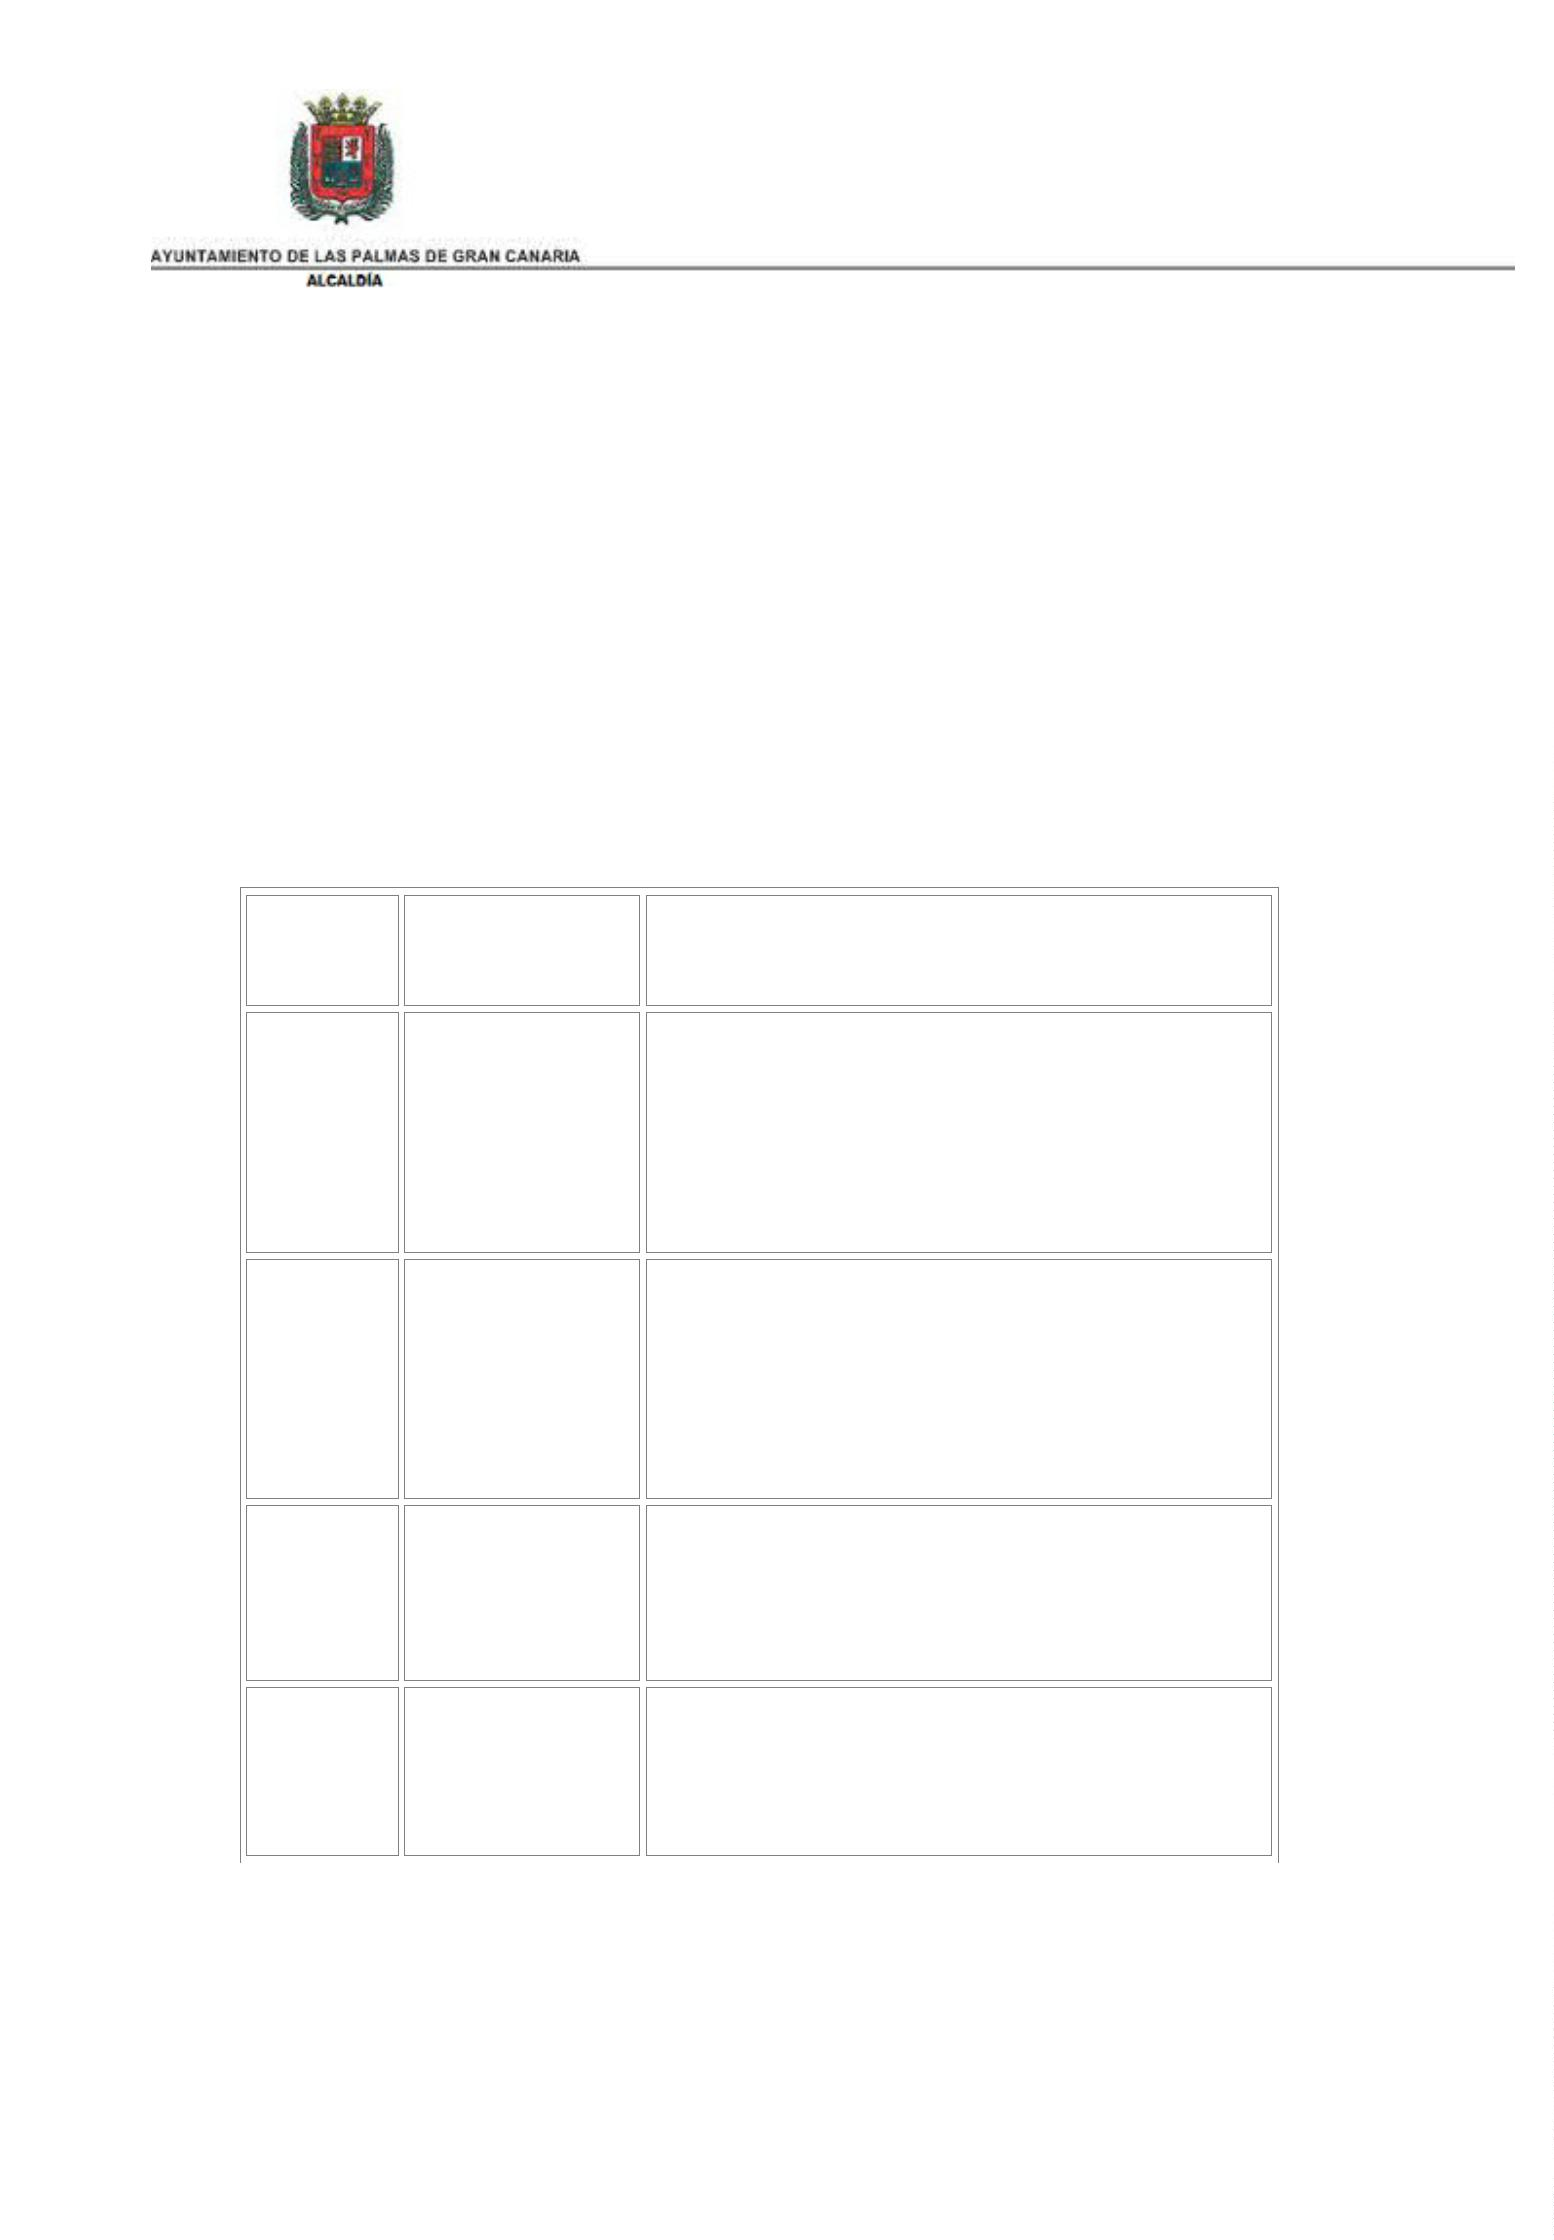 AYUNTAMIENTO DE LAS PALMAS DE GRAN CANARIA
ALCALDÍA